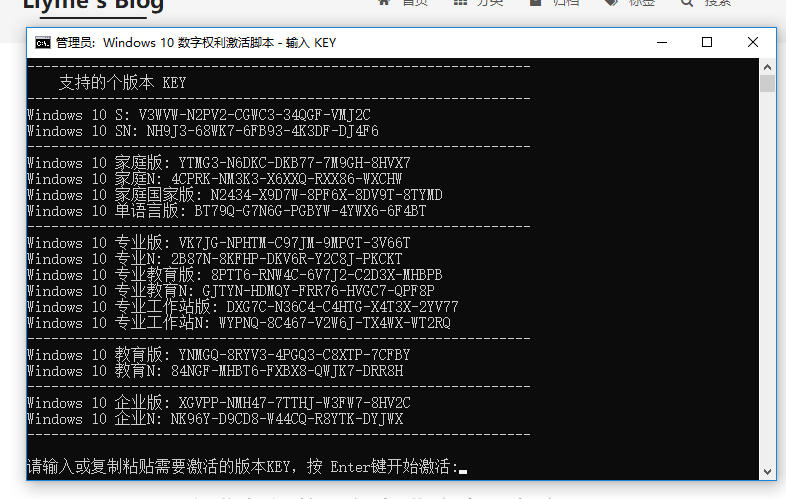 Llyme's Blog
首页 分类 归档 标签 搜索
管理员: Windows 10 数字权利激活脚本 - 输入 KEY
支持的个版本 KEY
Windows 10 S: V3WVW-N2PV2-CGWC3-34QGF-VMJ2C
Windows 10 SN: NH9J3-68WK7-6FB93-4K3DF-DJ4F6
Windows 10 家庭版: YTMG3-N6DKC-DKB77-7M9GH-8HVX7
Windows 10 家庭N: 4CPRK-NM3K3-X6XXQ-RXX86-WXCHW
Windows 10 家庭国家版: N2434-X9D7W-8PF6X-8DV9T-8TYMD
Windows 10 单语言版: BT79Q-G7N6G-PGBYW-4YWX6-6F4BT
Windows 10 专业版: VK7JG-NPHTM-C97JM-9MPGT-3V66T
Windows 10 专业N: 2B87N-8KFHP-DKV6R-Y2C8J-PKCKT
Windows 10 专业教育版: 8PTT6-RNW4C-6V7J2-C2D3X-MHBPB
Windows 10 专业教育N: GJTYN-HDMQY-FRR76-HVGC7-QPF8P
Windows 10 专业工作站版: DXG7C-N36C4-C4HTG-X4T3X-2YV77
Windows 10 专业工作站N: WYPNQ-8C467-V2W6J-TX4WX-WT2RQ
Windows 10 教育版: YNMGQ-8RYV3-4PGQ3-C8XTP-7CFBY
Windows 10 教育N: 84NGF-MHBT6-FXBX8-QWJK7-DRR8H
Windows 10 企业版: XGVPP-NMH47-7TTHJ-W3FW7-8HV2C
Windows 10 企业N: NK96Y-D9CD8-W44CQ-R8YTK-DYJWX
请输入或复制粘贴需要激活的版本KEY，按 Enter键开始激活: